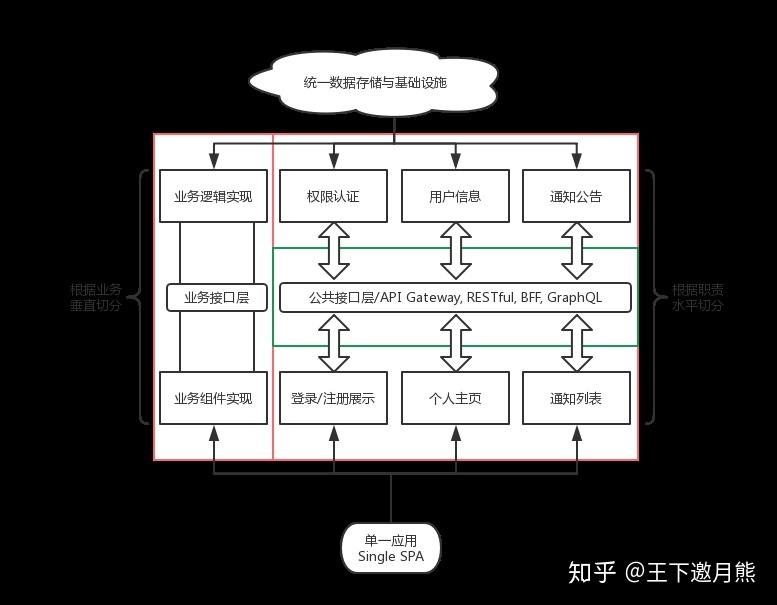 统一数据存储与基础设施
业务逻辑实现
权限认证
用户信息
通知公告
根据业务
垂直切分
业务接口层
公共接口层/API Gateway, RESTful, BFF, GraphQL
根据职责
水平切分
业务组件实现
登录/注册展示
个人主页
通知列表
单一应用
Single SPA
知乎 @王下邀月熊